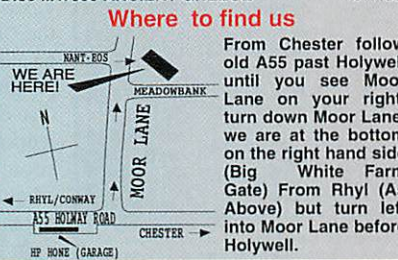 Where to find us
NANT-EOS
WE ARE
HERE!
MEADOWBANK
N
MOOR LANE
RHYL/CONWAY
A55 HOLWAY ROAD
CHESTER
HP HONE (GARAGE)
From Chester follow
old A55 past Holywell
until you see Moor
Lane on your right
turn down Moor Lane
we are at the bottom
on the right hand side
(Big White Farm
Gate) From Rhyl (As
Above) but turn left
into Moor Lane before
Holywell.